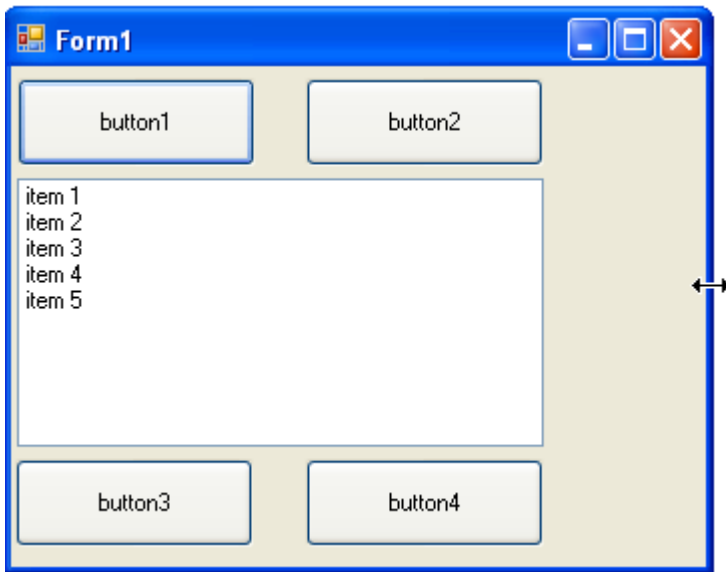 Form1
button1 button2
item 1
item 2
item 3
item 4
item 5
button3 button4